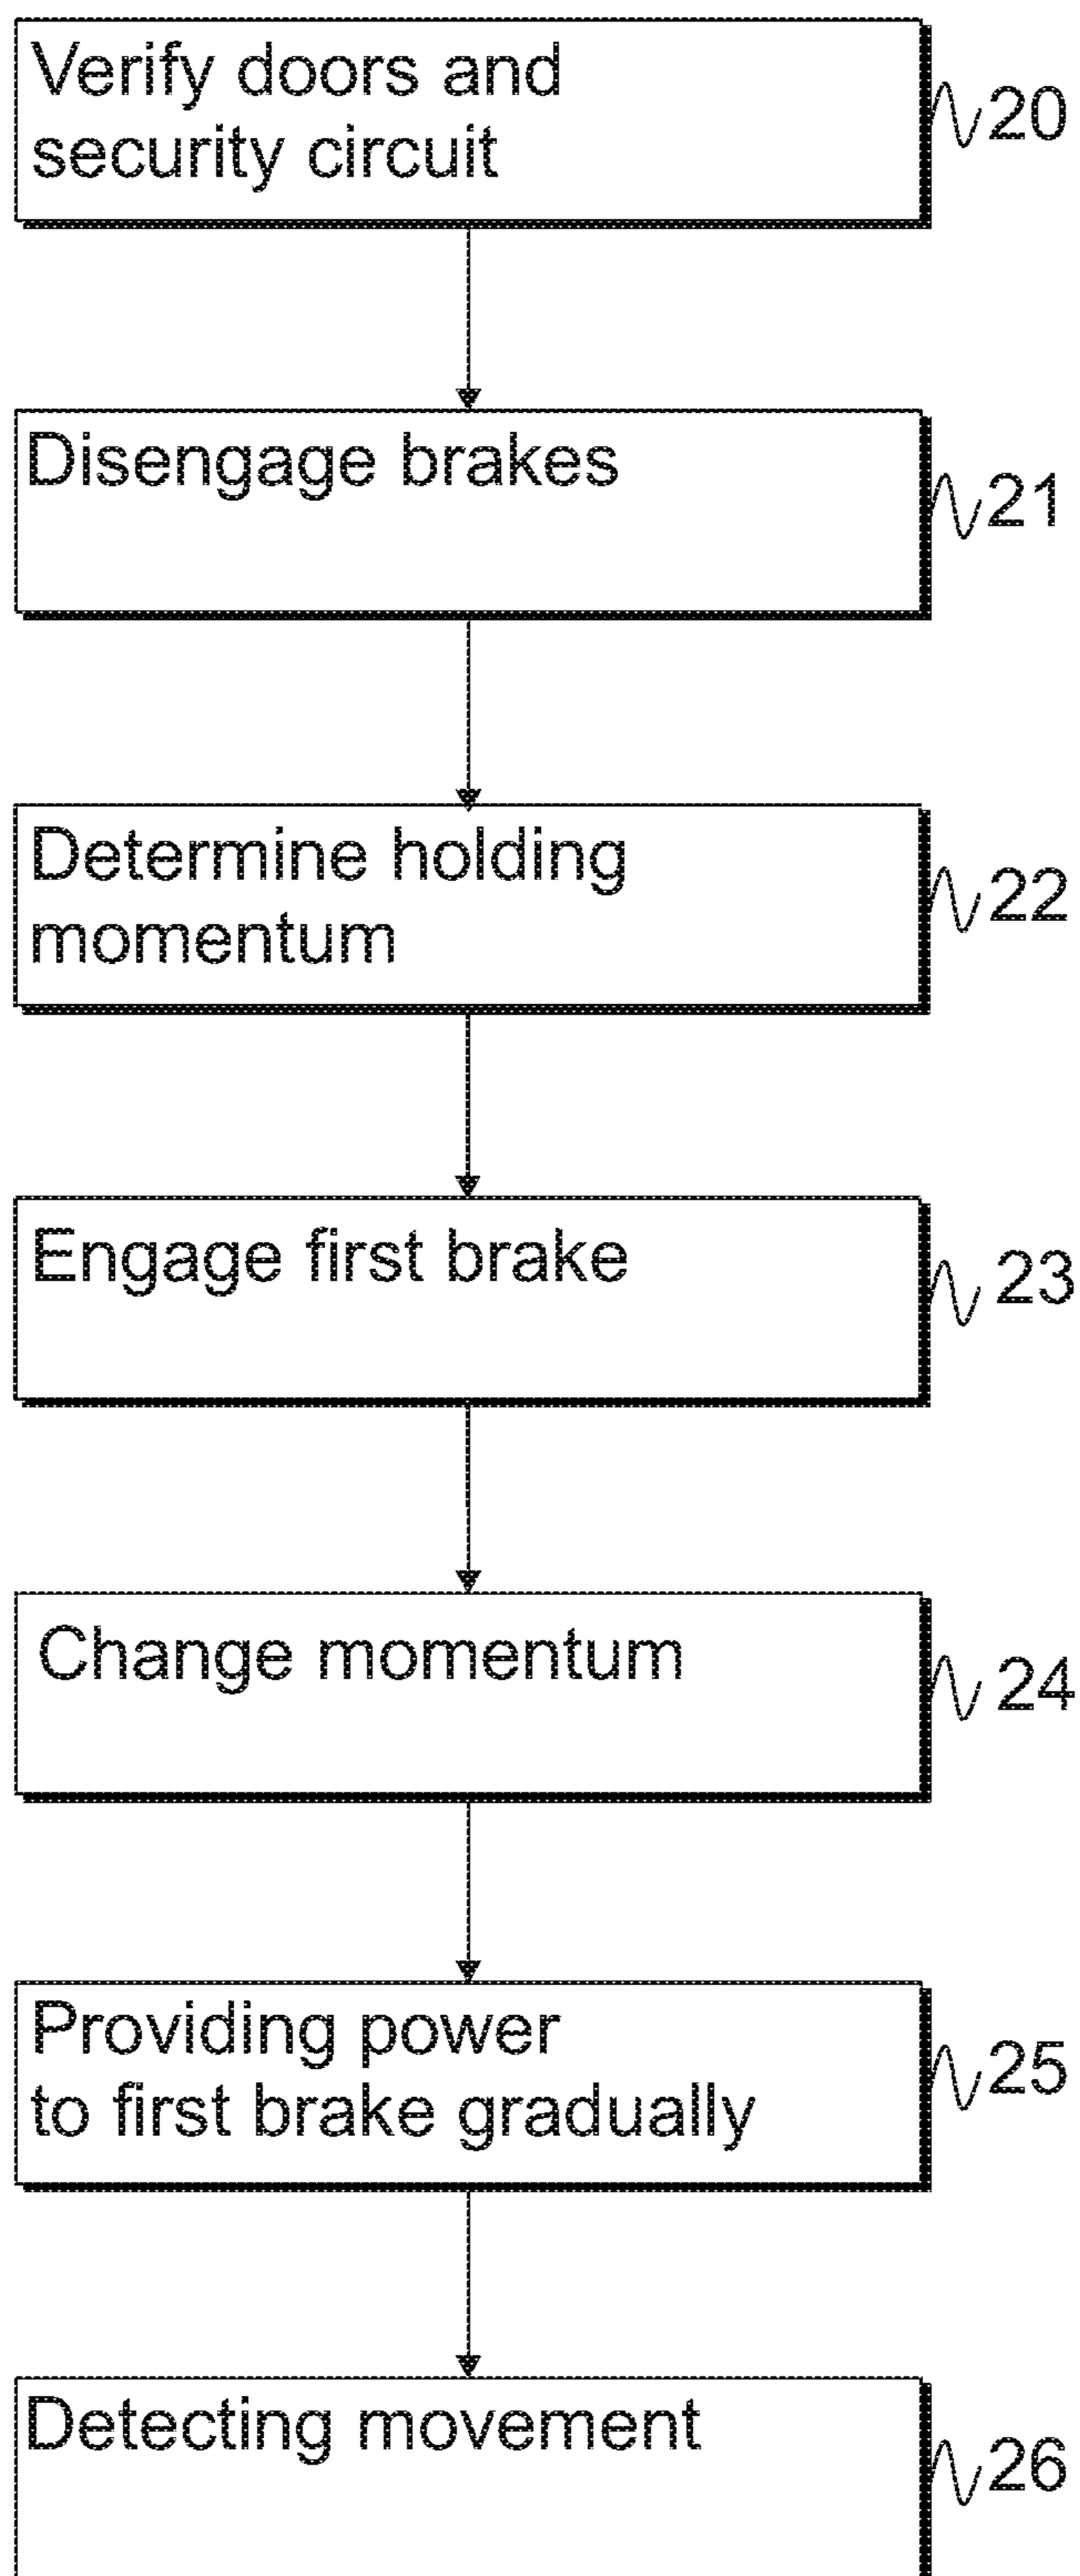 Verify doors and
security circuit
20
Disengage brakes
21
Determine holding
momentum
22
Engage first brake
23
Change momentum
24
Providing power
to first brake gradually
25
Detecting movement
26